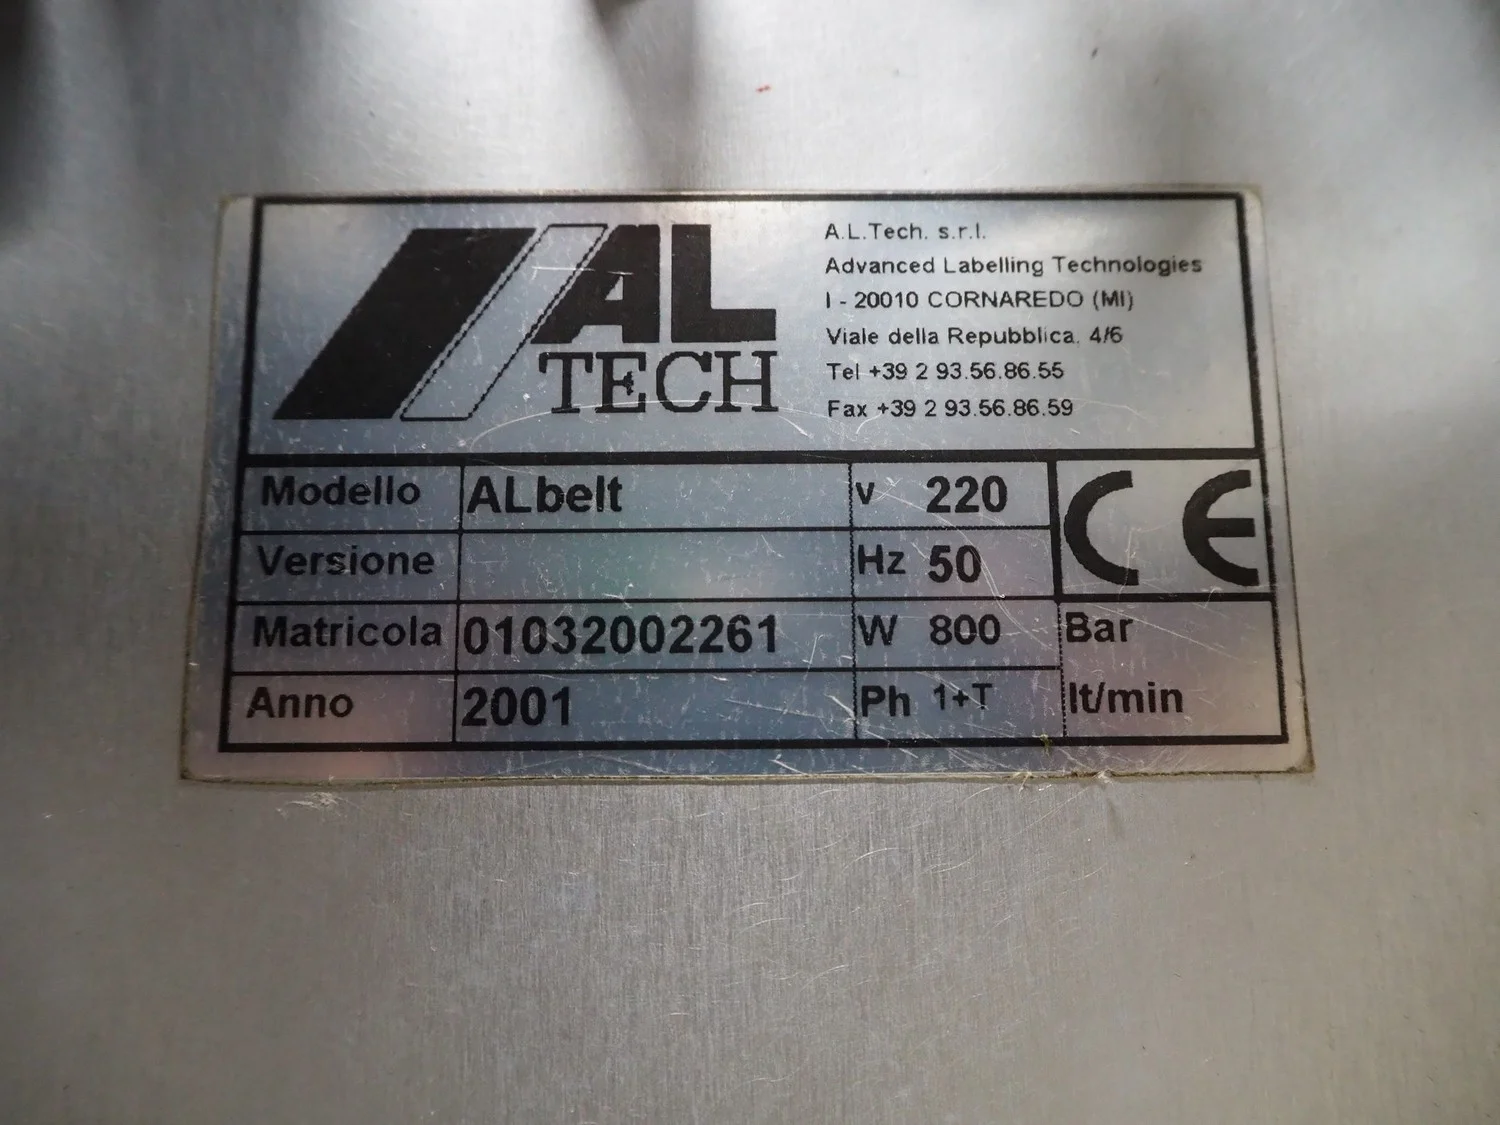 AL
TECH
A.L.Tech. s.r.l.
Advanced Labelling Technologies
I - 20010 CORNAREDO (MI)
Viale della Repubblica, 4/6
Tel +39 2 93.56.86.55
Fax +39 2 93.56.86.59
Modello ALbelt v 220 CE
Versione Hz 50
Matricola 01032002261 W 800 Bar
Anno 2001 Ph 1+T lt/min